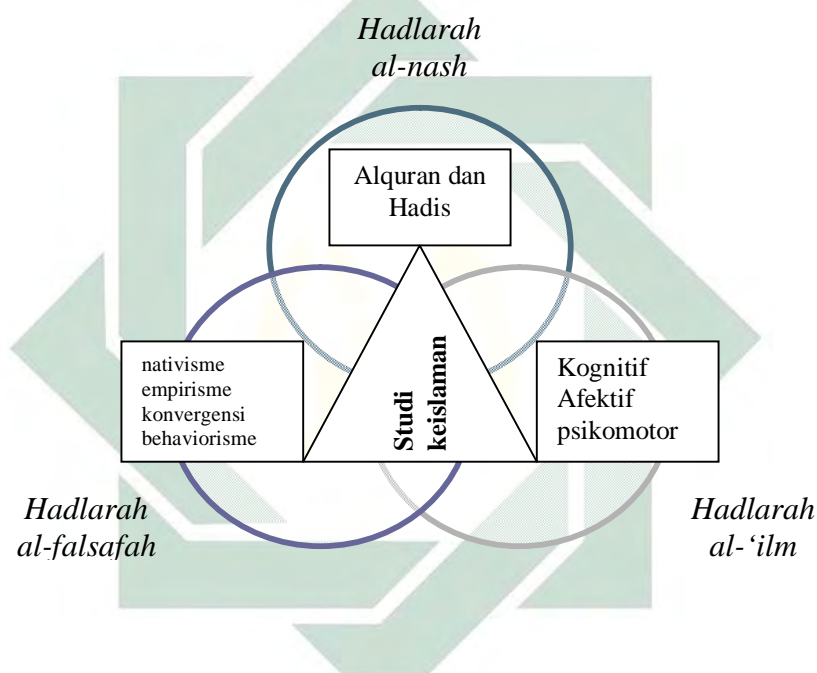 Hadlarah
al-nash
Alquran dan
Hadis
nativisme
empirisme
konvergensi
behaviorisme
Studi
keislaman
Kognitif
Afektif
psikomotor
Hadlarah
al-falsafah
Hadlarah
al-‘ilm